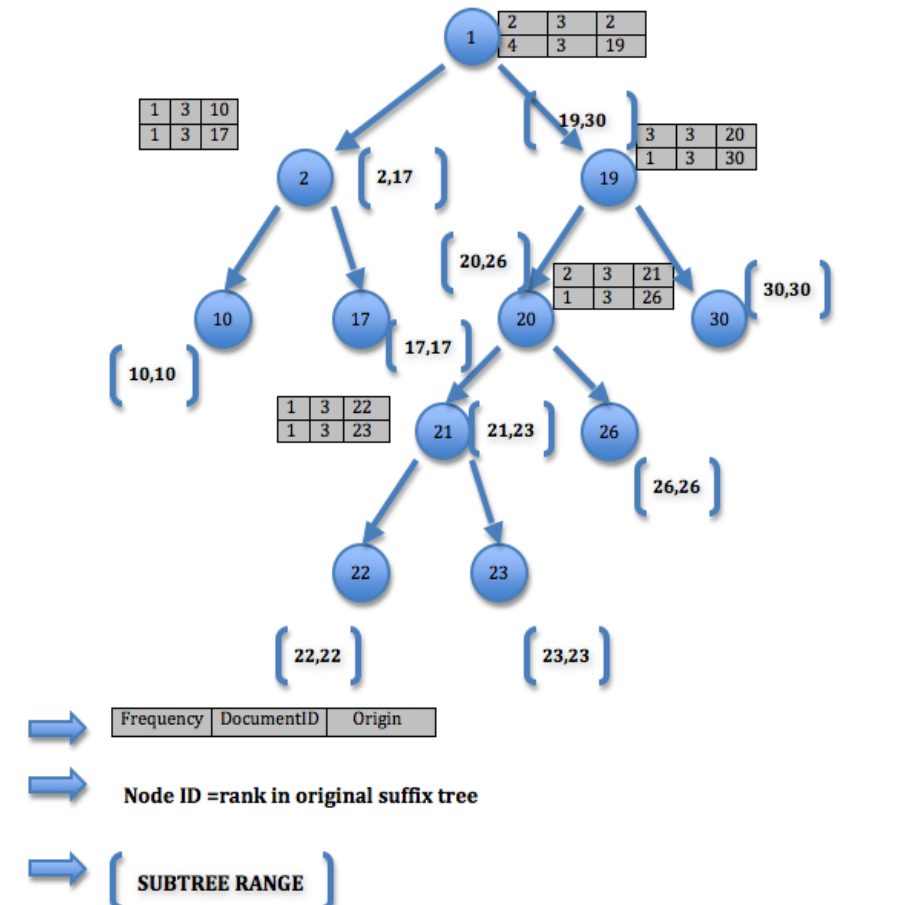 1
2 3 2
4 3 19
1 3 10
1 3 17
19,30
3 3 20
1 3 30
2
2,17
19
20,26
2 3 21
1 3 26
30,30
10
17
20
30
17,17
10,10
1 3 22
1 3 23
21
21,23
26
26,26
22
23
22,22
23,23
Frequency DocumentID Origin
Node ID =rank in original suffix tree
SUBTREE RANGE